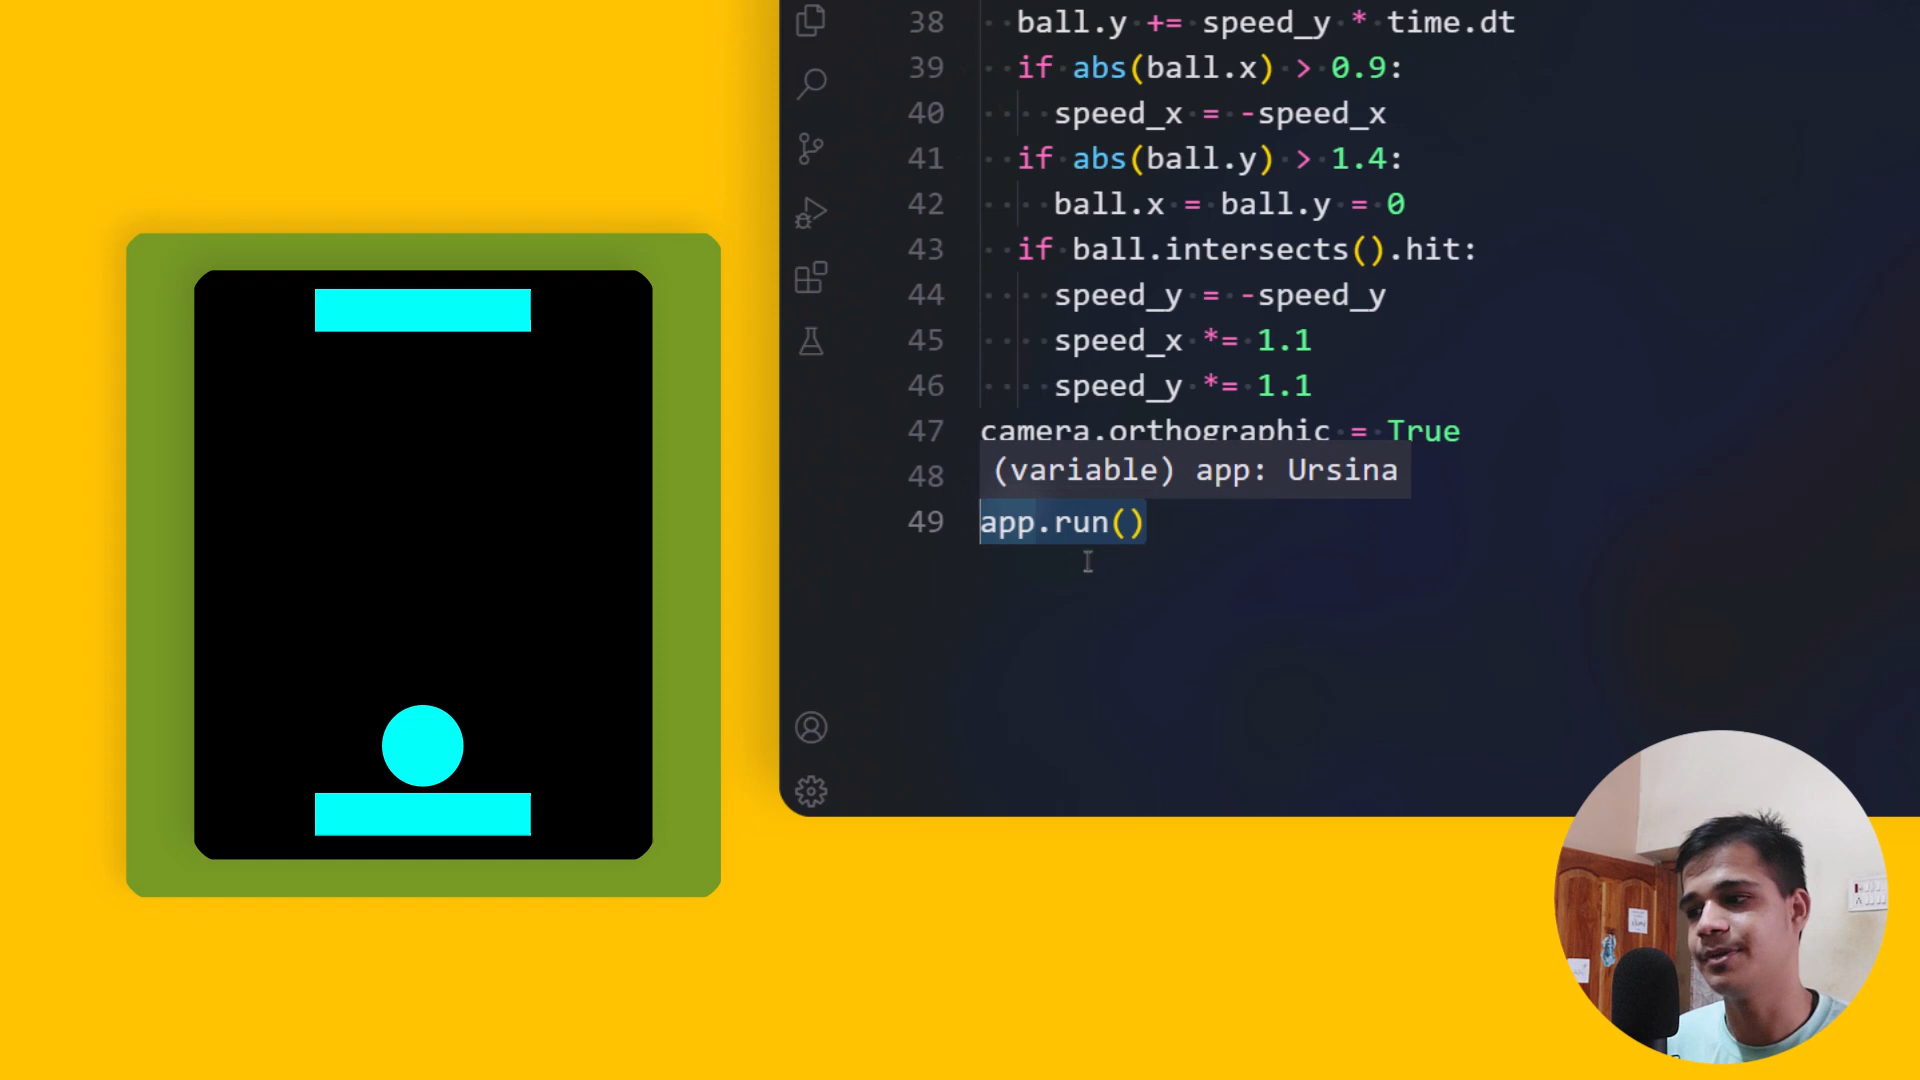 38 ball.y += speed_y * time.dt
39 if abs(ball.x) > 0.9:
40 speed_x = -speed_x
41 if abs(ball.y) > 1.4:
42 ball.x = ball.y = 0
43 if ball.intersects().hit:
44 speed_y = -speed_y
45 speed_x *= 1.1
46 speed_y *= 1.1
47 camera.orthographic = True
48 (variable) app: Ursina
49 app.run()